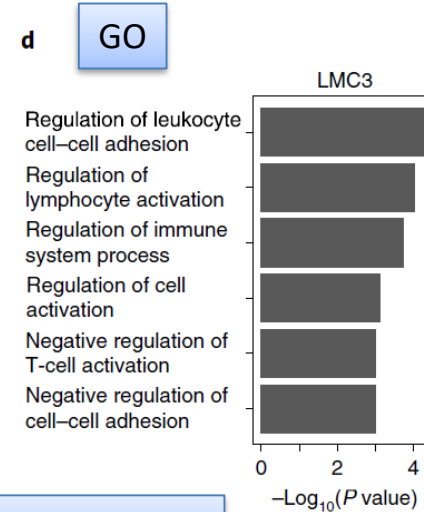 d
GO
LMC3
Regulation of leukocyte
cell–cell adhesion
Regulation of
lymphocyte activation
Regulation of immune
system process
Regulation of cell
activation
Negative regulation of
T-cell activation
Negative regulation of
cell–cell adhesion
0 2 4
–Log10(P value)